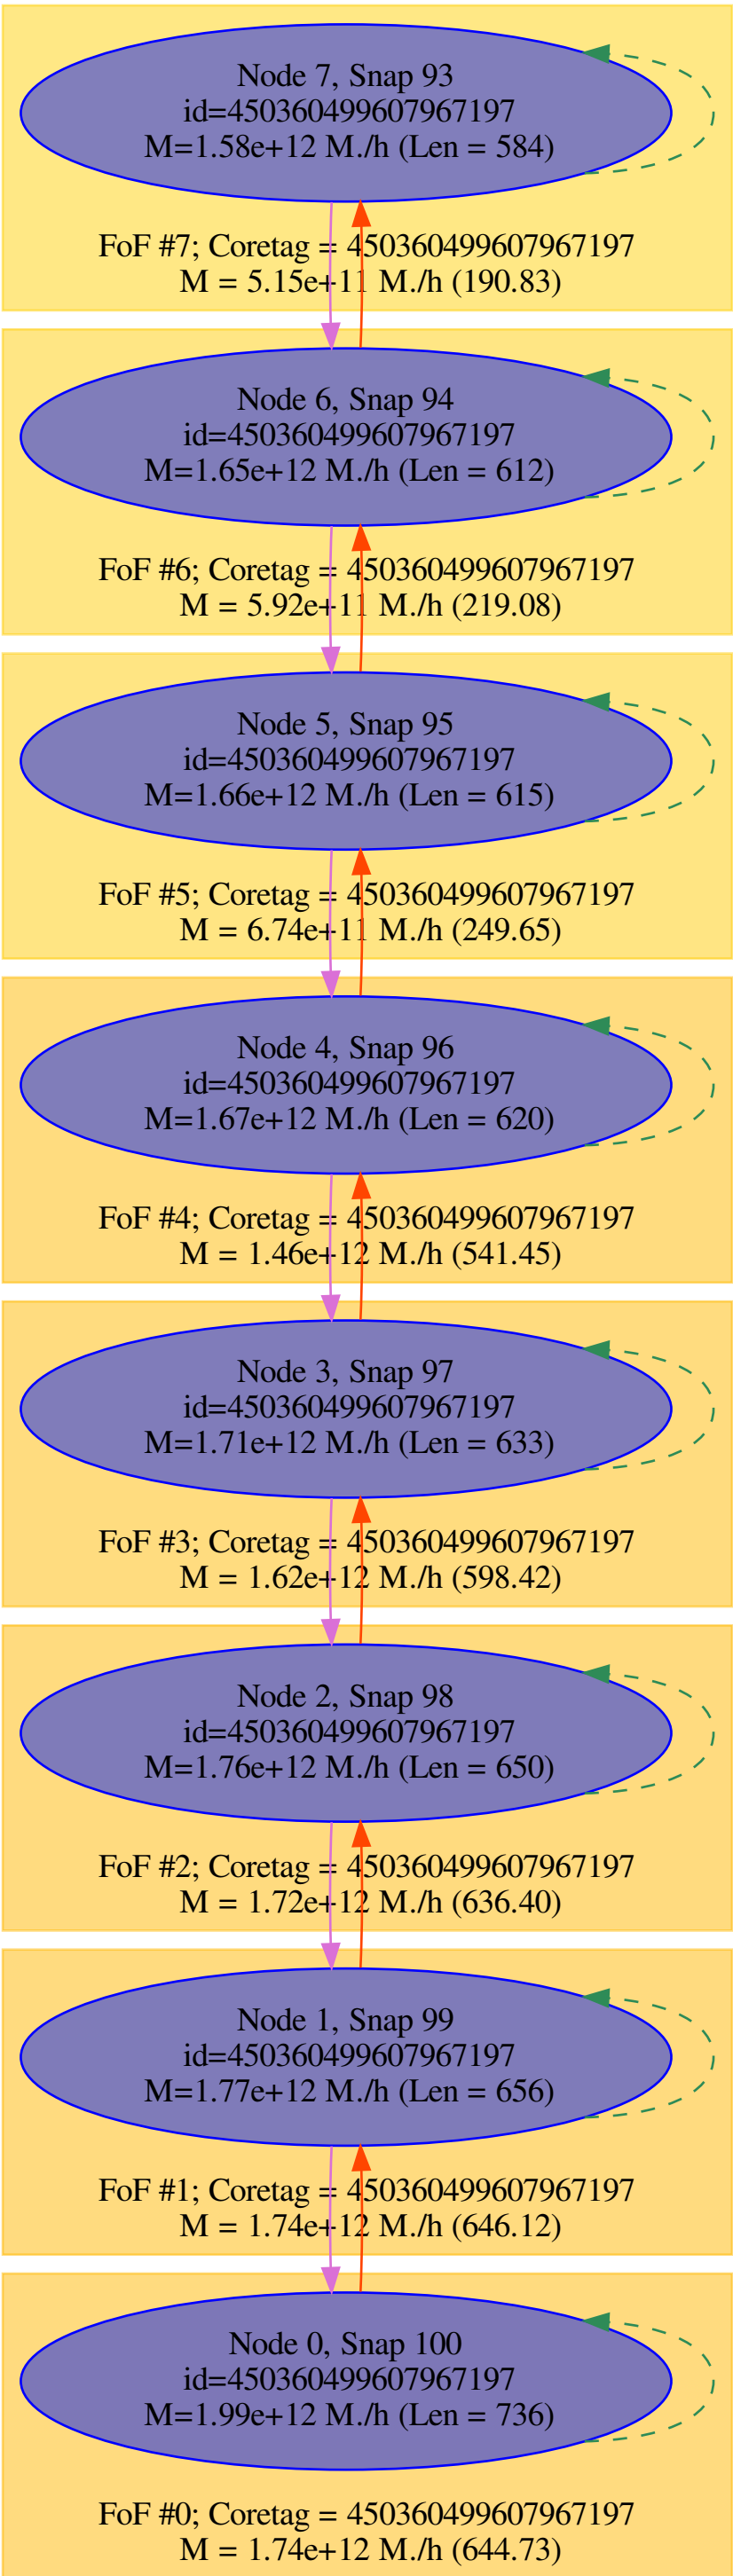 Node 7, Snap 93
id=450360499607967197
M=1.58e+12 M./h (Len = 584)
FoF #7; Coretag = 450360499607967197
M = 5.15e+11 M./h (190.83)
Node 6, Snap 94
id=450360499607967197
M=1.65e+12 M./h (Len = 612)
FoF #6; Coretag = 450360499607967197
M = 5.92e+11 M./h (219.08)
Node 5, Snap 95
id=450360499607967197
M=1.66e+12 M./h (Len = 615)
FoF #5; Coretag = 450360499607967197
M = 6.74e+11 M./h (249.65)
Node 4, Snap 96
id=450360499607967197
M=1.67e+12 M./h (Len = 620)
FoF #4; Coretag = 450360499607967197
M = 1.46e+12 M./h (541.45)
Node 3, Snap 97
id=450360499607967197
M=1.71e+12 M./h (Len = 633)
FoF #3; Coretag = 450360499607967197
M = 1.62e+12 M./h (598.42)
Node 2, Snap 98
id=450360499607967197
M=1.76e+12 M./h (Len = 650)
FoF #2; Coretag = 450360499607967197
M = 1.72e+12 M./h (636.40)
Node 1, Snap 99
id=450360499607967197
M=1.77e+12 M./h (Len = 656)
FoF #1; Coretag = 450360499607967197
M = 1.74e+12 M./h (646.12)
Node 0, Snap 100
id=450360499607967197
M=1.99e+12 M./h (Len = 736)
FoF #0; Coretag = 450360499607967197
M = 1.74e+12 M./h (644.73)